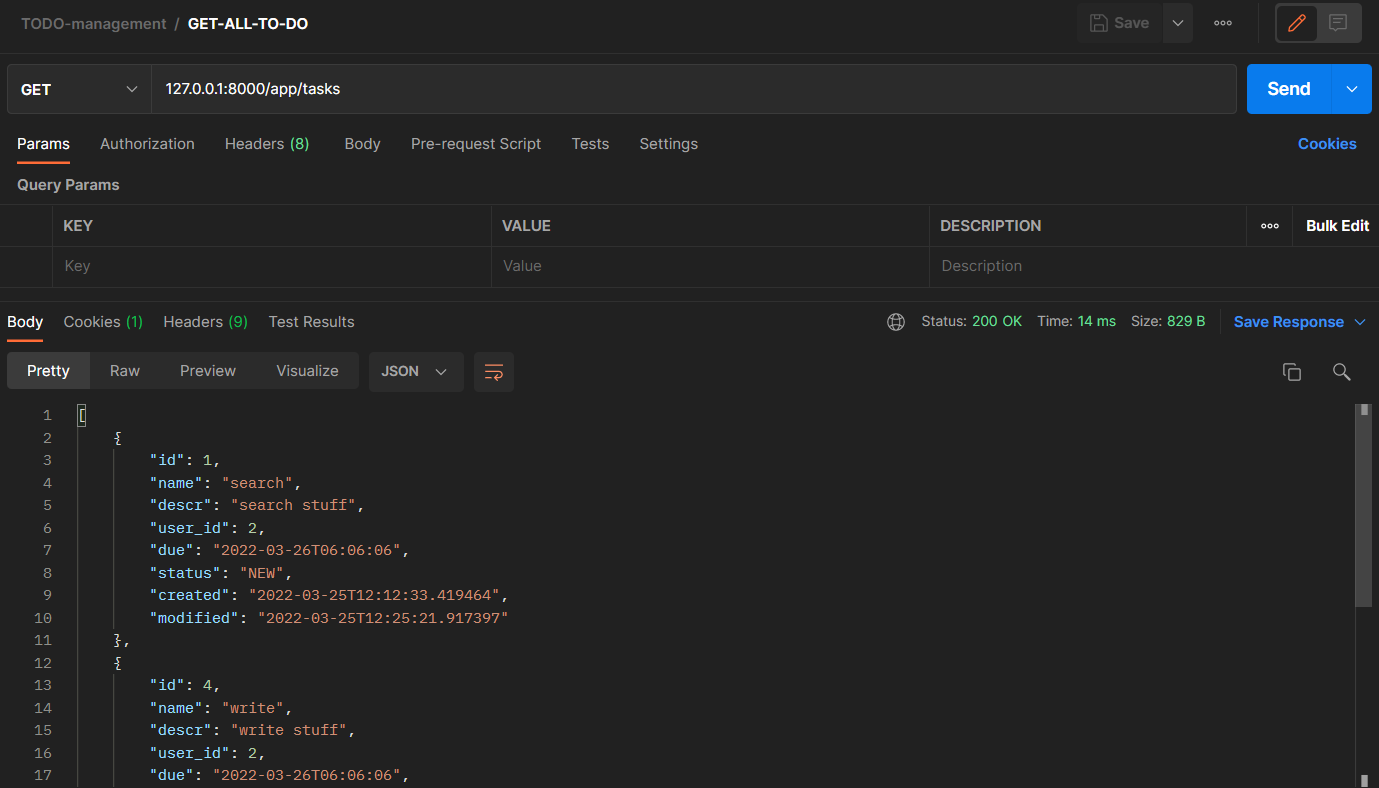 TODO-management / GET-ALL-TO-DO Save
GET 127.0.0.1:8000/app/tasks Send
Params Authorization Headers (8) Body Pre-request Script Tests Settings Cookies
Query Params
KEY VALUE DESCRIPTION Bulk Edit
Key Value Description
Body Cookies (1) Headers (9) Test Results Status: 200 OK Time: 14 ms Size: 829 B Save Response
Pretty Raw Preview Visualize JSON
1 [
2 {
3 "id": 1,
4 "name": "search",
5 "descr": "search stuff",
6 "user_id": 2,
7 "due": "2022-03-26T06:06:06",
8 "status": "NEW",
9 "created": "2022-03-25T12:12:33.419464",
10 "modified": "2022-03-25T12:25:21.917397"
11 },
12 {
13 "id": 4,
14 "name": "write",
15 "descr": "write stuff",
16 "user_id": 2,
17 "due": "2022-03-26T06:06:06",